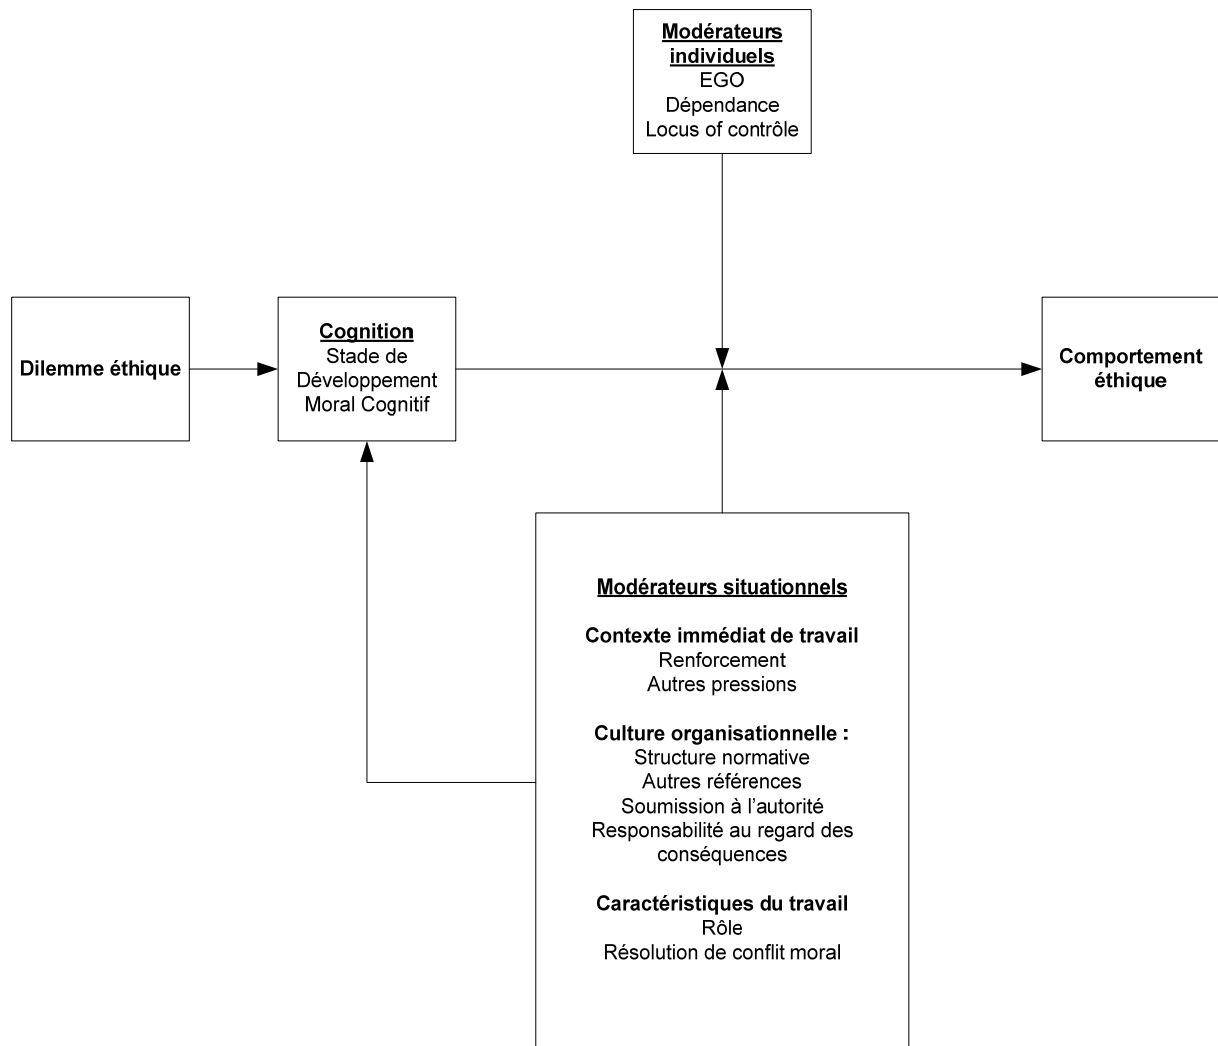 Modérateurs
individuels
EGO
Dépendance
Locus of contrôle
Dilemme éthique
Cognition
Stade de
Développement
Moral Cognitif
Comportement
éthique
Modérateurs situationnels
Contexte immédiat de travail
Renforcement
Autres pressions
Culture organisationnelle :
Structure normative
Autres références
Soumission à l'autorité
Responsabilité au regard des
conséquences
Caractéristiques du travail
Rôle
Résolution de conflit moral